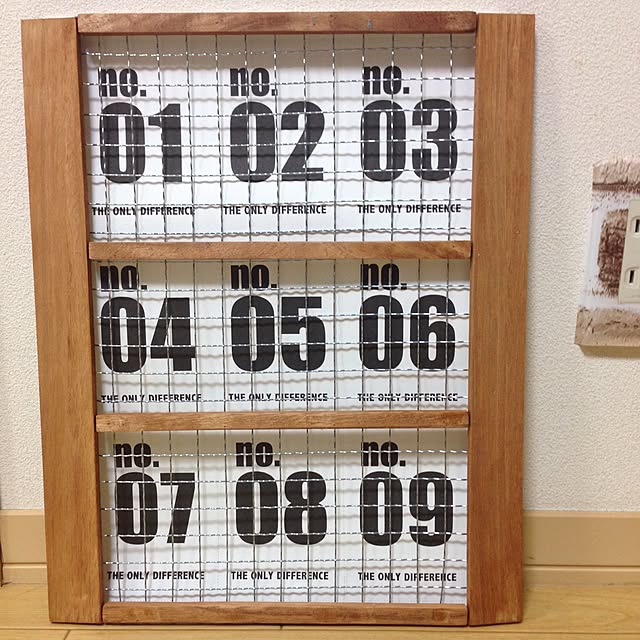 no. no. no.
01 02 03
THE ONLY DIFFERENCE THE ONLY DIFFERENCE THE ONLY DIFFERENCE
no. no. no.
04 05 06
THE ONLY DIFFERENCE THE ONLY DIFFERENCE THE ONLY DIFFERENCE
no. no. no.
07 08 09
THE ONLY DIFFERENCE THE ONLY DIFFERENCE THE ONLY DIFFERENCE